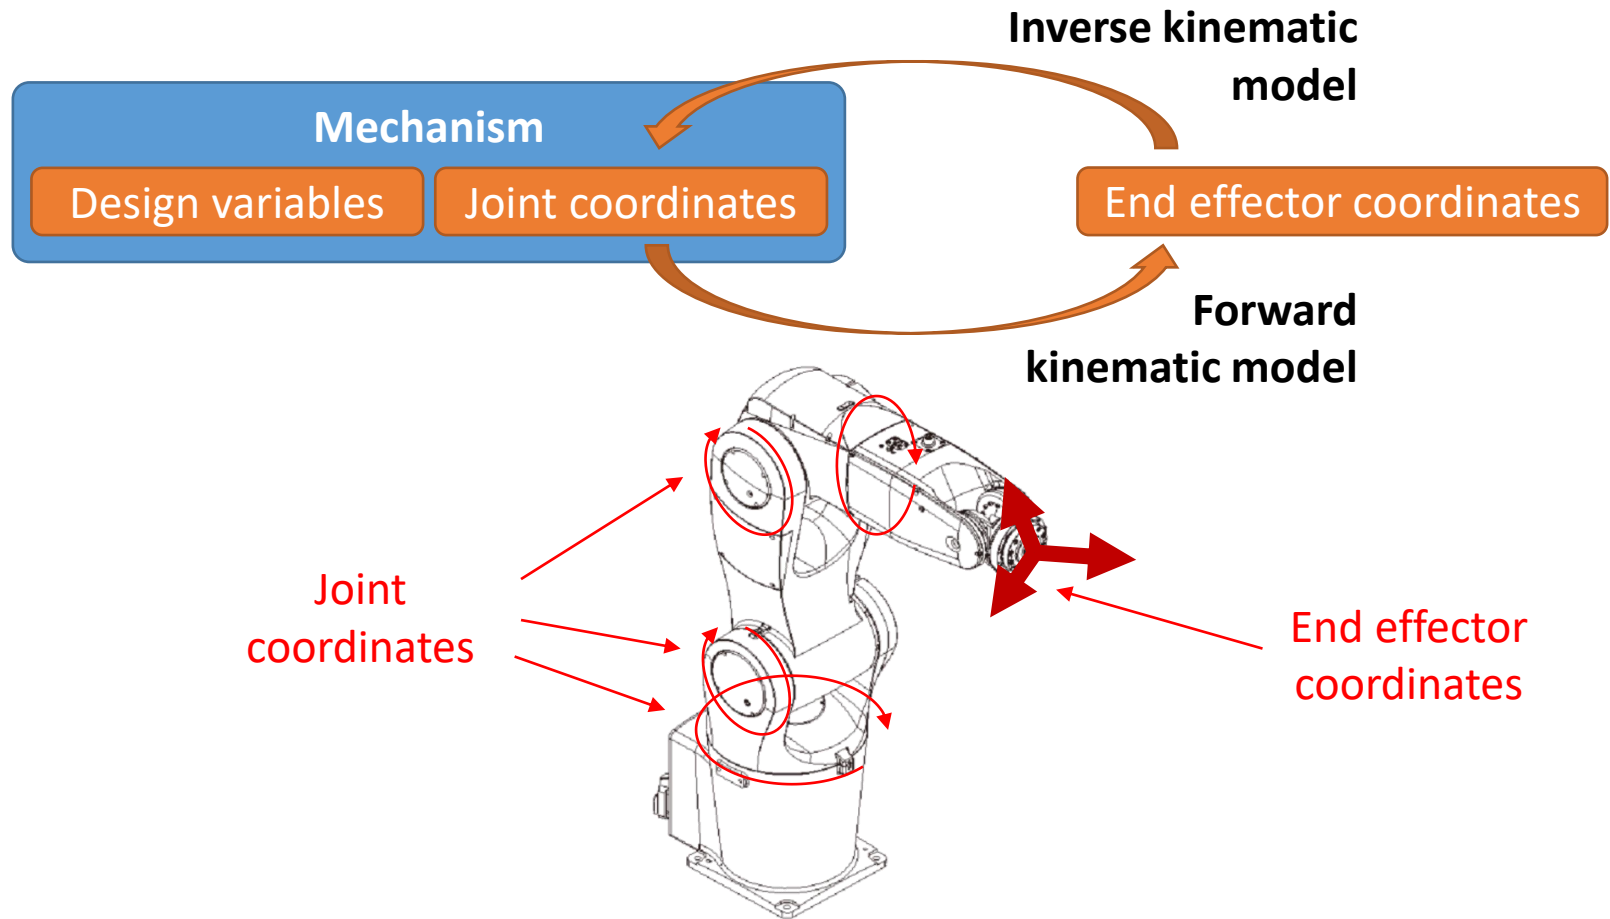 Inverse kinematic
model
Mechanism
Design variables
Joint coordinates
End effector coordinates
Forward
kinematic model
Joint
coordinates
End effector
coordinates